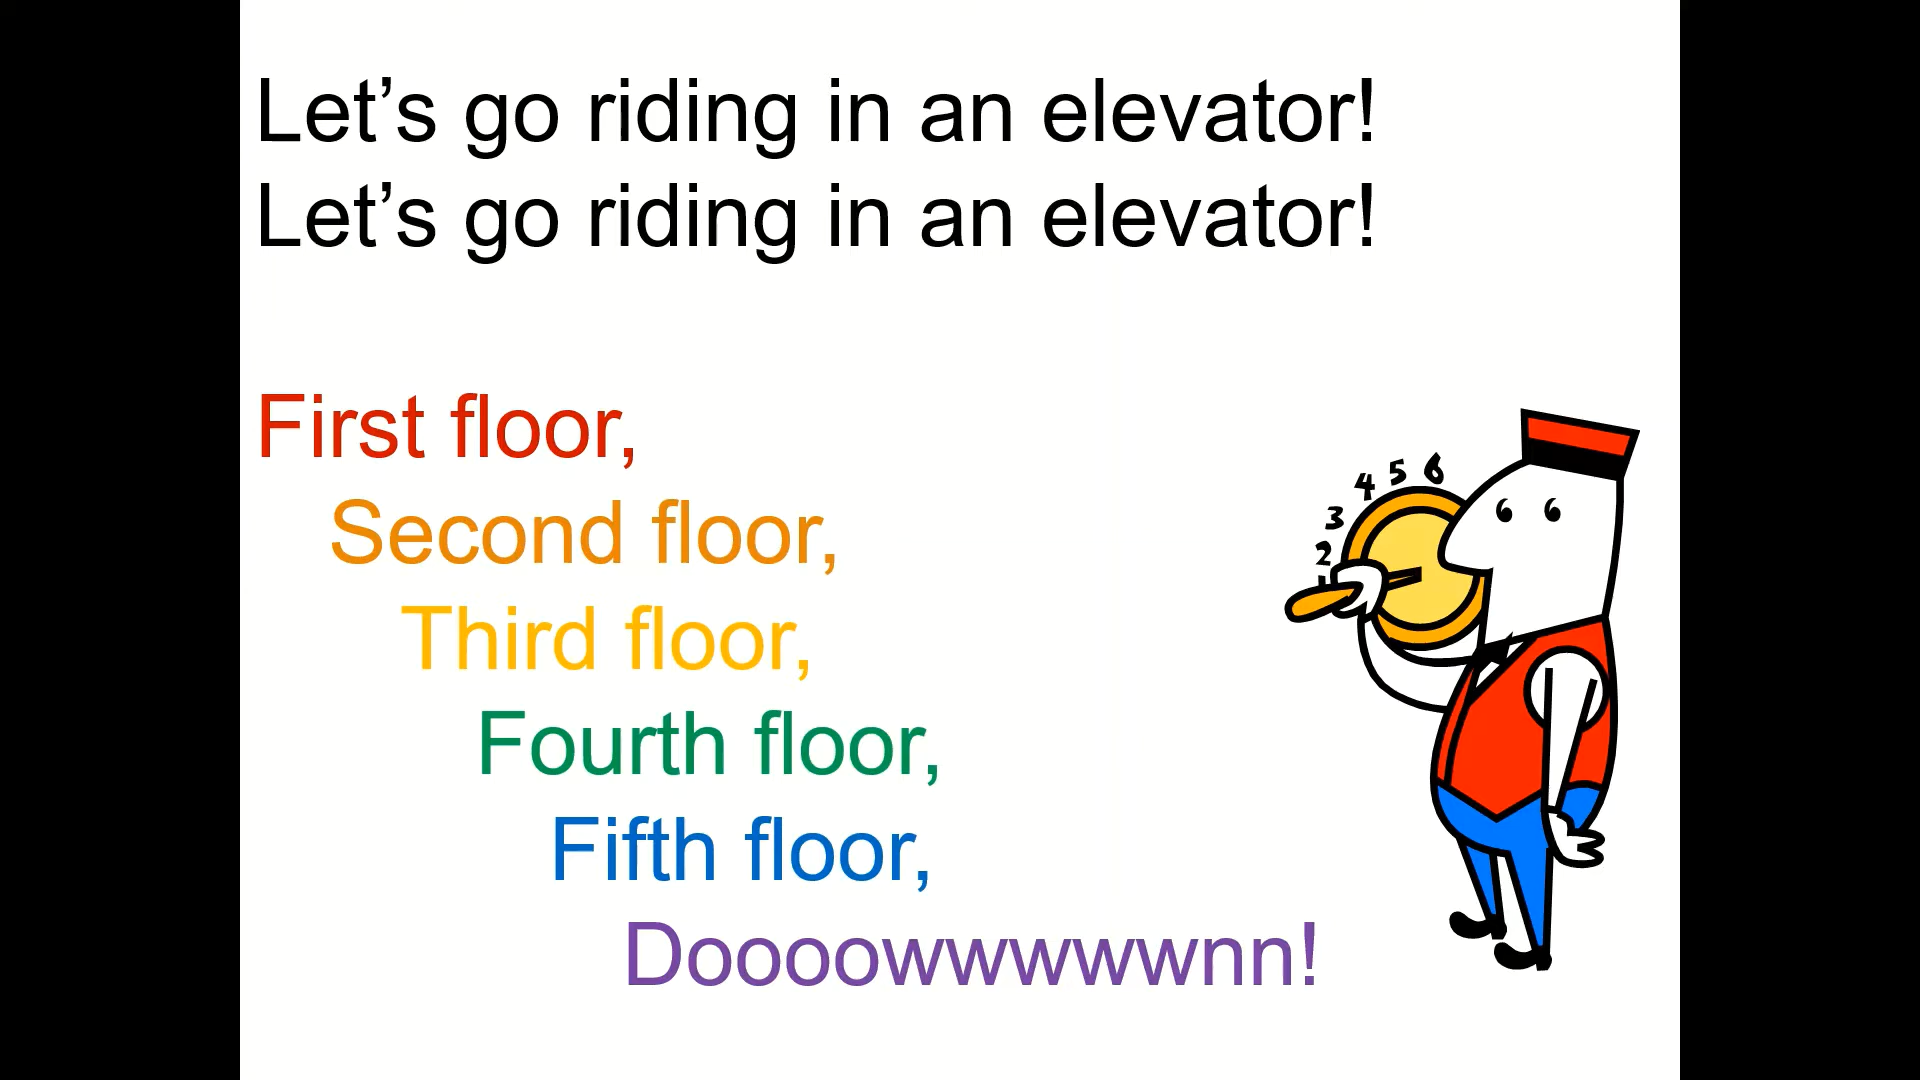 Let’s go riding in an elevator!
Let’s go riding in an elevator!
First floor,
Second floor,
Third floor,
Fourth floor,
Fifth floor,
Doooowwwwwnn!
2 3 4 5 6